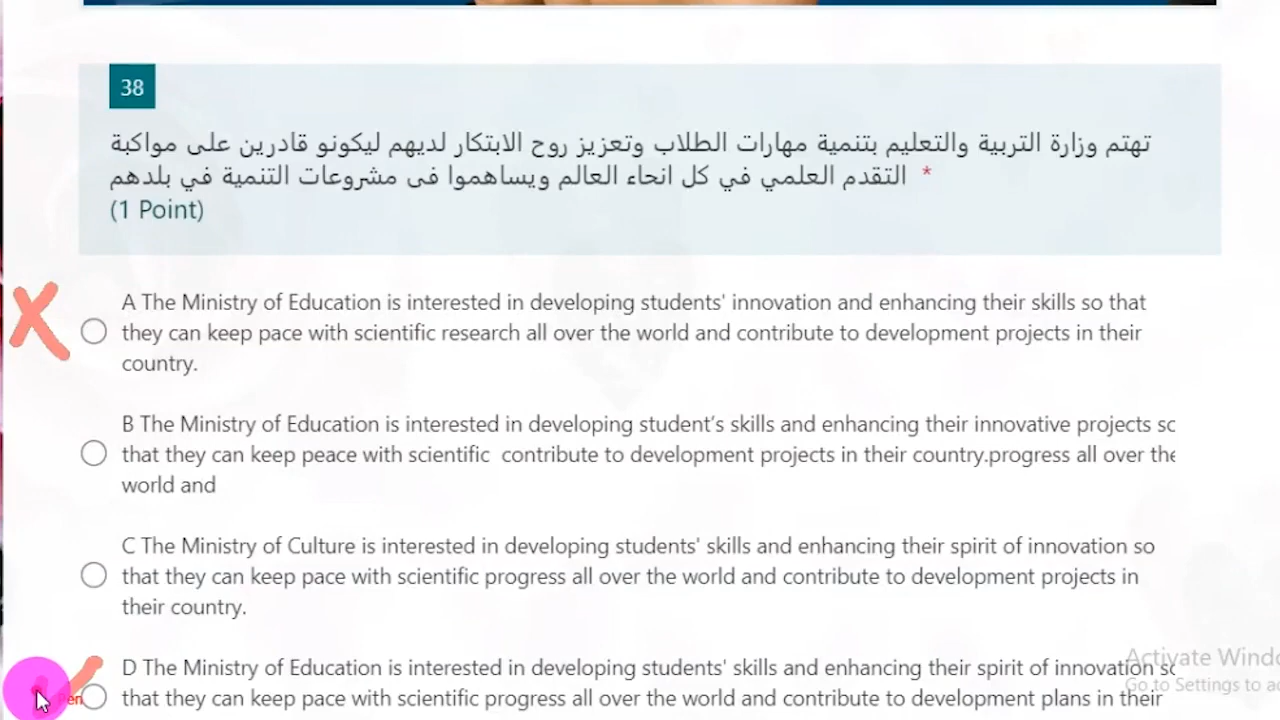 38
تهتم وزارة التربية والتعليم بتنمية مهارات الطلاب وتعزيز روح الابتكار لديهم ليكونو قادرين على مواكبة
التقدم العلمي في كل انحاء العالم ويساهموا فى مشروعات التنمية في بلدهم *
(1 Point)
A The Ministry of Education is interested in developing students' innovation and enhancing their skills so that
they can keep pace with scientific research all over the world and contribute to development projects in their
country.
B The Ministry of Education is interested in developing student's skills and enhancing their innovative projects so
that they can keep peace with scientific contribute to development projects in their country.progress all over the
world and
C The Ministry of Culture is interested in developing students' skills and enhancing their spirit of innovation so
that they can keep pace with scientific progress all over the world and contribute to development projects in
their country.
D The Ministry of Education is interested in developing students' skills and enhancing their spirit of innovation so
that they can keep pace with scientific progress all over the world and contribute to development plans in their
Activate Windo
Go to Settings to ac
Pen